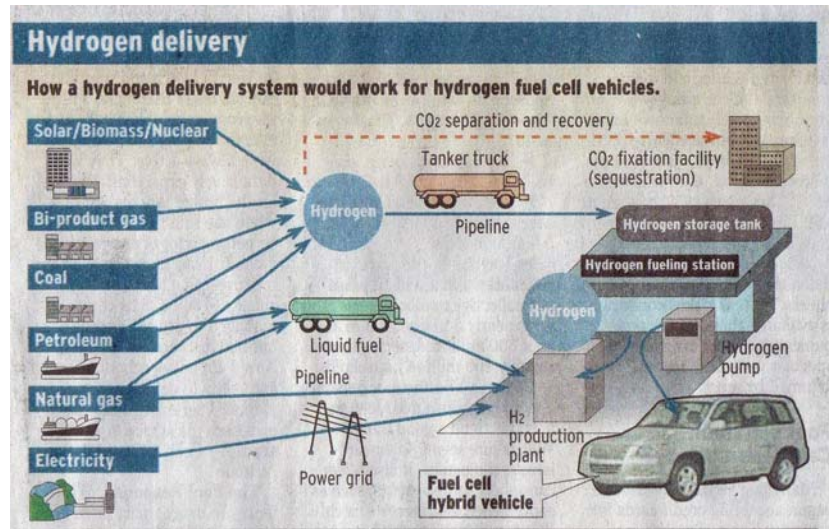 Hydrogen delivery
How a hydrogen delivery system would work for hydrogen fuel cell vehicles.
Solar/Biomass/Nuclear
CO2 separation and recovery
Tanker truck
CO2 fixation facility
(sequestration)
Bi-product gas
Hydrogen
Pipeline
Hydrogen storage tank
Coal
Hydrogen fueling station
Hydrogen
Petroleum
Liquid fuel
Hydrogen
pump
Pipeline
Natural gas
H2
production
plant
Electricity
Power grid
Fuel cell
hybrid vehicle